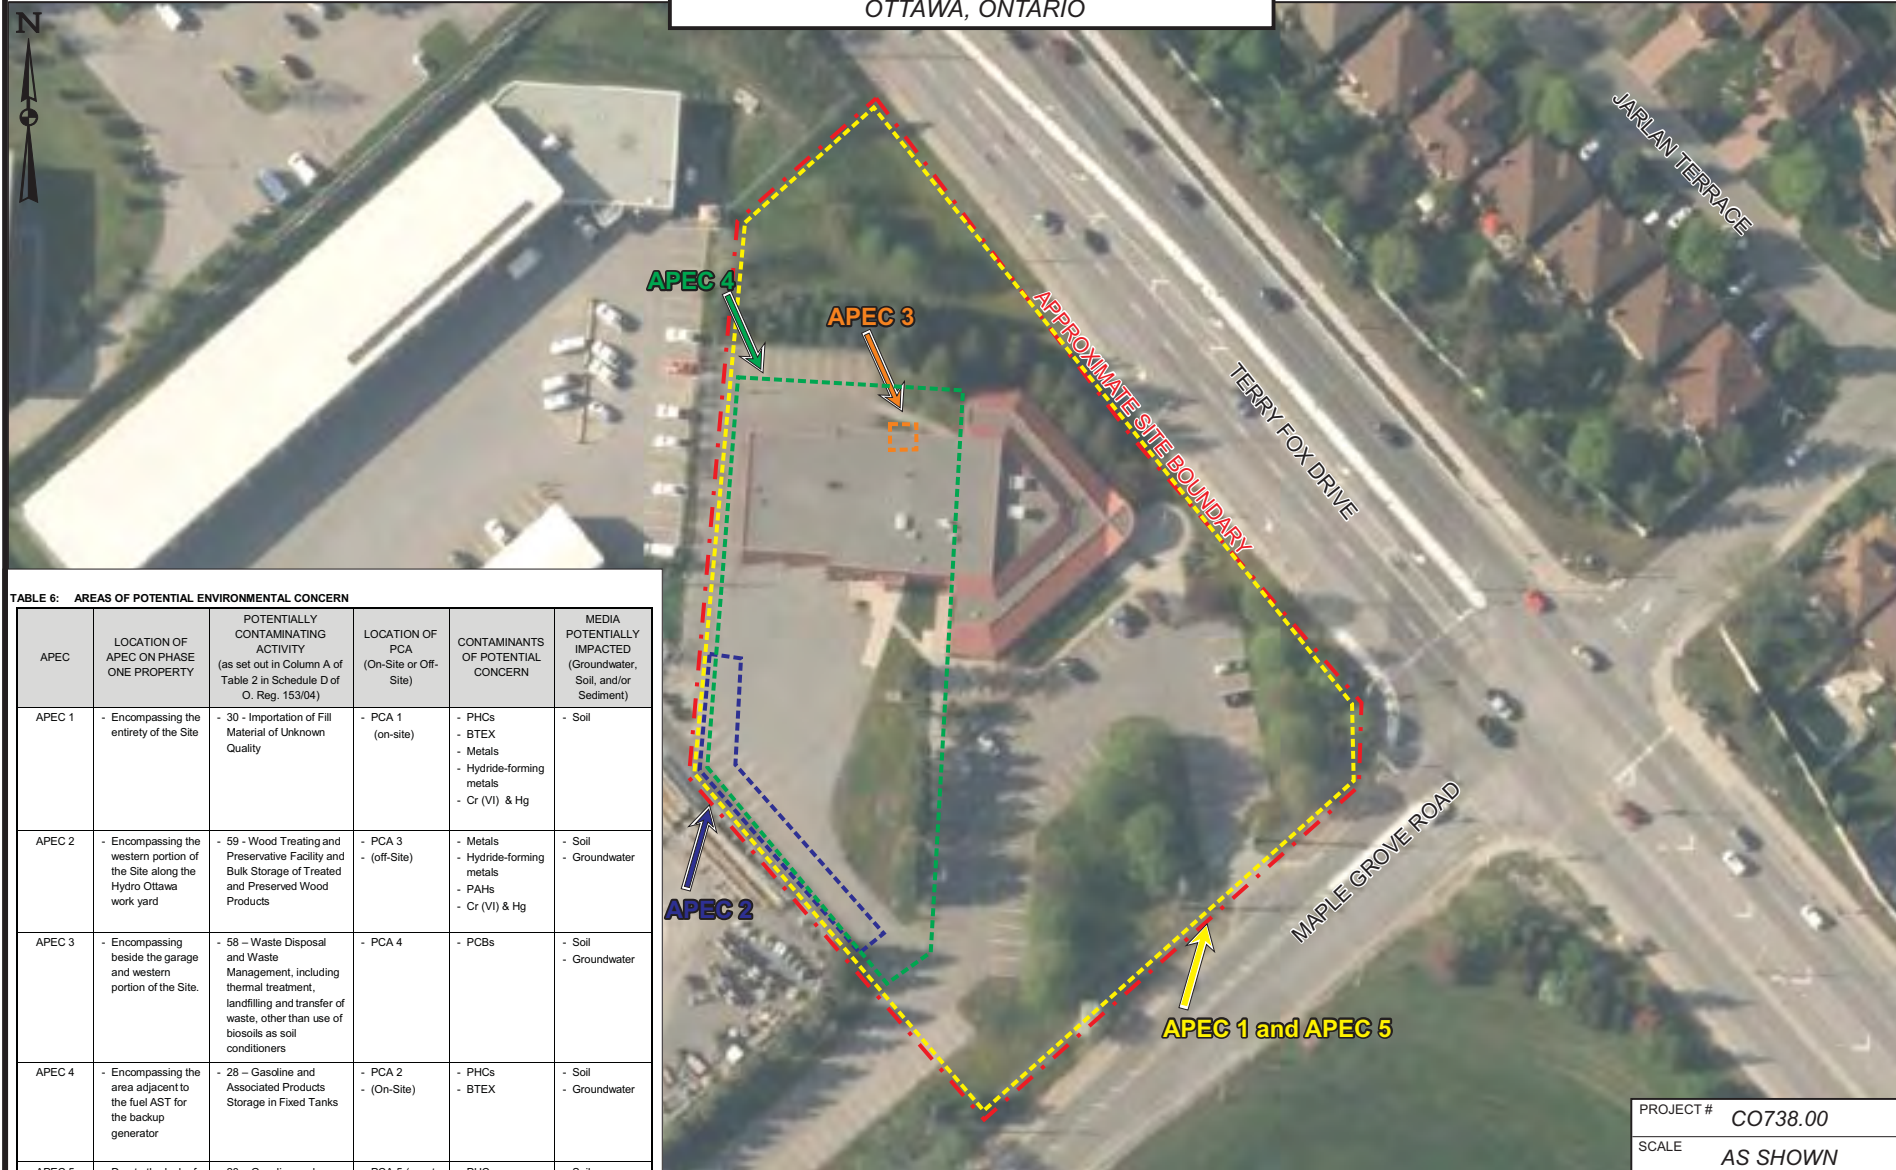 OTTAWA, ONTARIO
N
JARLAN TERRACE
APEC 4
APEC 3
APPROXIMATE SITE BOUNDARY
TERRY FOX DRIVE
MAPLE GROVE ROAD
APEC 2
APEC 1 and APEC 5
TABLE 6: AREAS OF POTENTIAL ENVIRONMENTAL CONCERN
APEC
LOCATION OF
APEC ON PHASE
ONE PROPERTY
POTENTIALLY
CONTAMINATING
ACTIVITY
(as set out in Column A of
Table 2 in Schedule D of
O. Reg. 153/04)
LOCATION OF
PCA
(On-Site or Off-
Site)
CONTAMINANTS
OF POTENTIAL
CONCERN
MEDIA
POTENTIALLY
IMPACTED
(Groundwater,
Soil, and/or
Sediment)
APEC 1
- Encompassing the
entirety of the Site
- 30 - Importation of Fill
Material of Unknown
Quality
- PCA 1
(on-site)
- PHCs
- BTEX
- Metals
- Hydride-forming
metals
- Cr (VI) & Hg
- Soil
APEC 2
- Encompassing the
western portion of
the Site along the
Hydro Ottawa
work yard
- 59 - Wood Treating and
Preservative Facility and
Bulk Storage of Treated
and Preserved Wood
Products
- PCA 3
- (off-Site)
- Metals
- Hydride-forming
metals
- PAHs
- Cr (VI) & Hg
- Soil
- Groundwater
APEC 3
- Encompassing
beside the garage
and western
portion of the Site.
- 58 – Waste Disposal
and Waste
Management, including
thermal treatment,
landfilling and transfer of
waste, other than use of
biosoils as soil
conditioners
- PCA 4
- PCBs
- Soil
- Groundwater
APEC 4
- Encompassing the
area adjacent to
the fuel AST for
the backup
generator
- 28 – Gasoline and
Associated Products
Storage in Fixed Tanks
- PCA 2
- (On-Site)
- PHCs
- BTEX
- Soil
- Groundwater
PROJECT # CO738.00
SCALE AS SHOWN